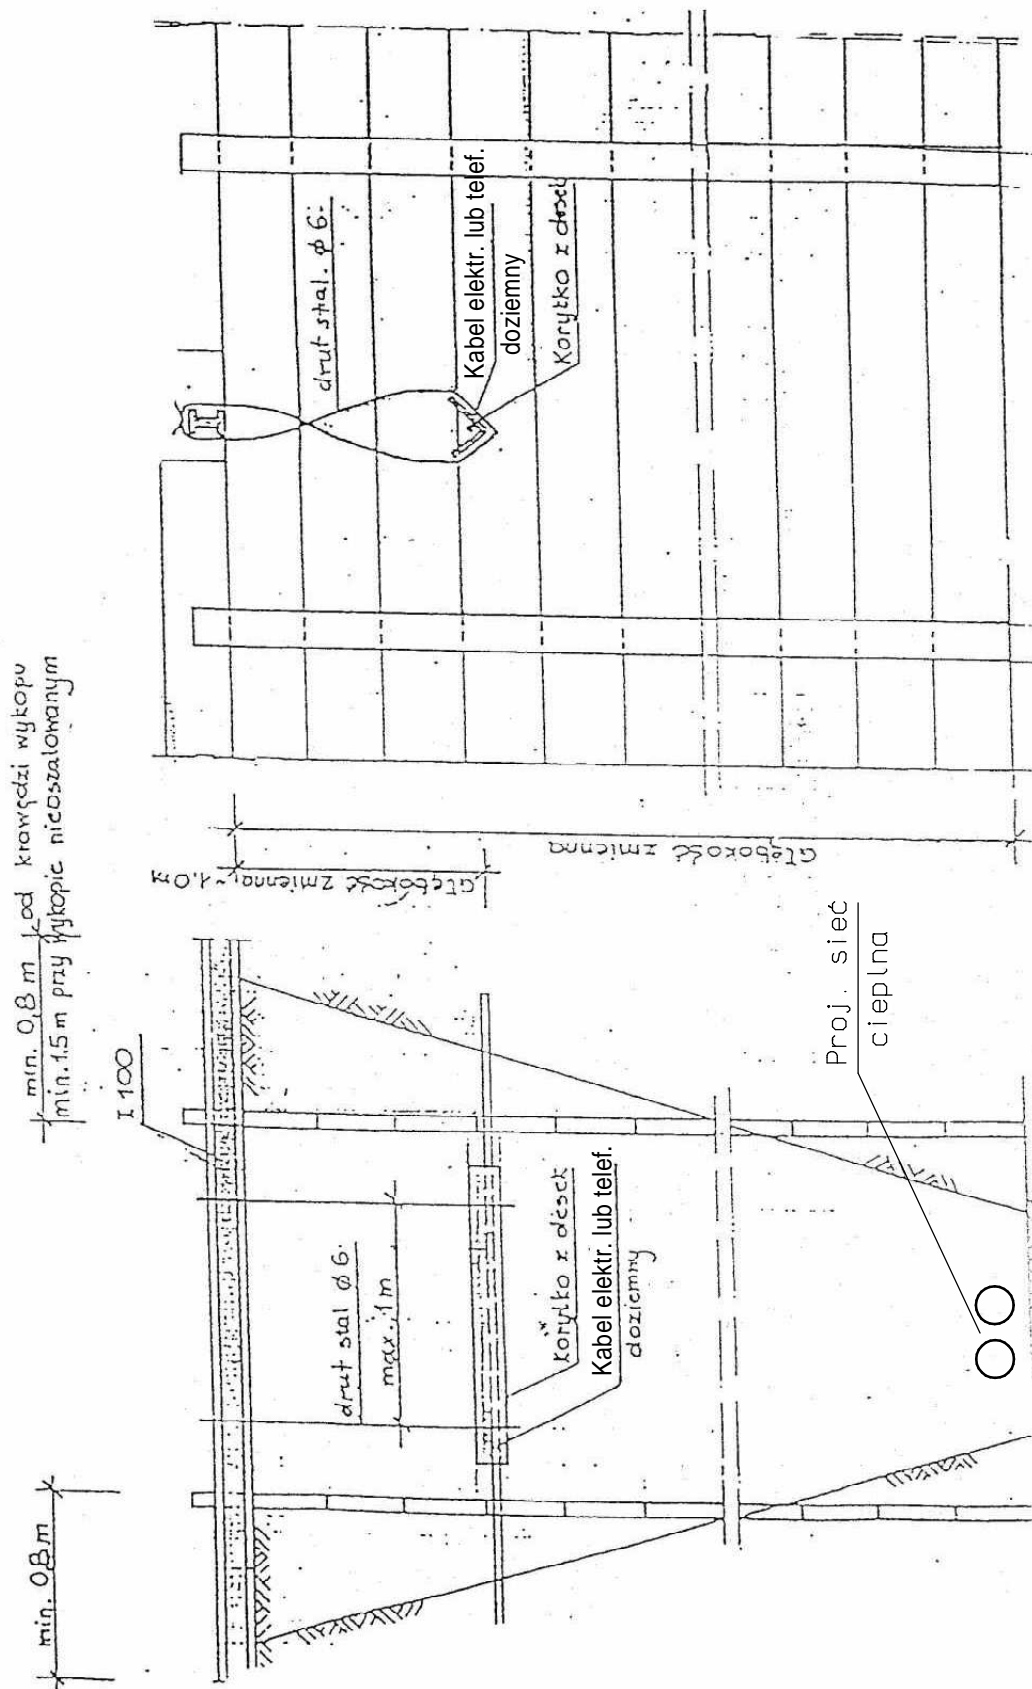 min. 0,8 m
min. 0,8 m od krawędzi wykopu
min. 1.5 m przy wykopie nieoszalowanym
I 100
drut stal ø 6.
max. 1 m
korytko z desek
Kabel elektr. lub telef.
doziemny
Proj. sieć
cieplna
Głębokość zmienna ~1.0 m
Głębokość zmienna
drut stal. ø 6.
Kabel elektr. lub telef.
doziemny
Korytko z desek